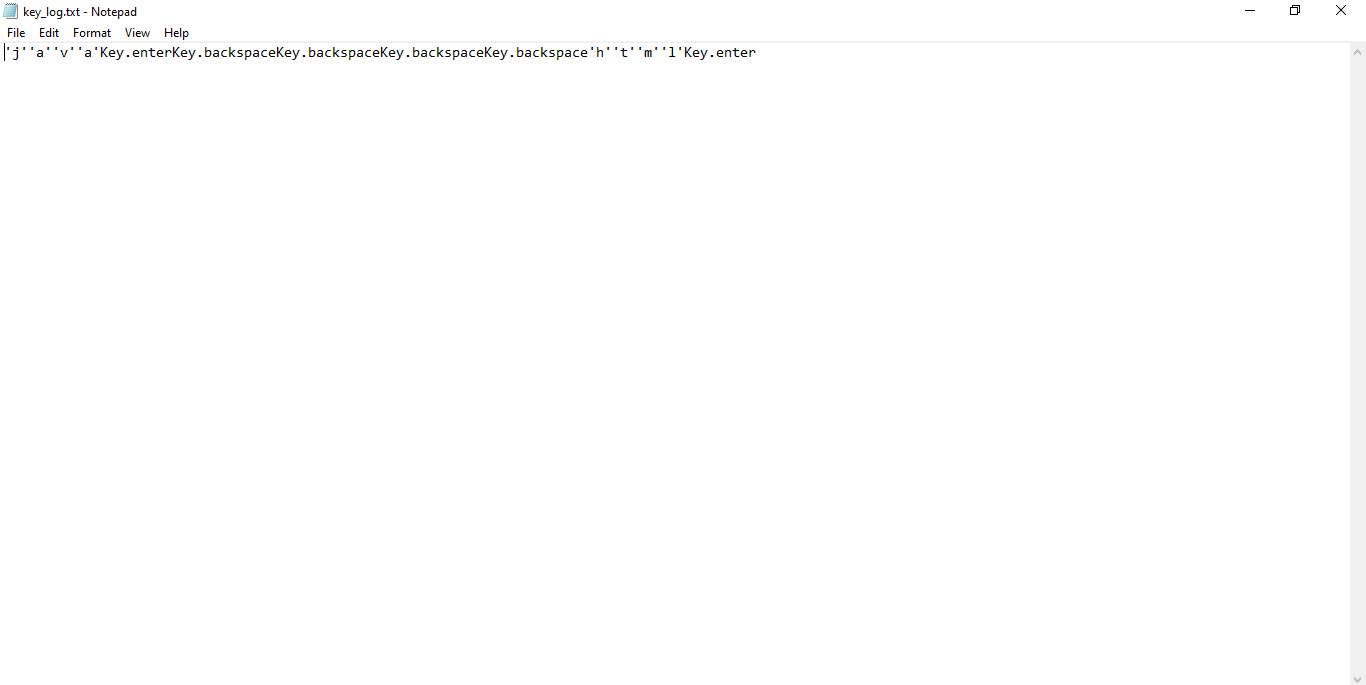 key_log.txt - Notepad
File Edit Format View Help
'j''a''v''a'Key.enterKey.backspaceKey.backspaceKey.backspaceKey.backspace'h''t''m''l'Key.enter